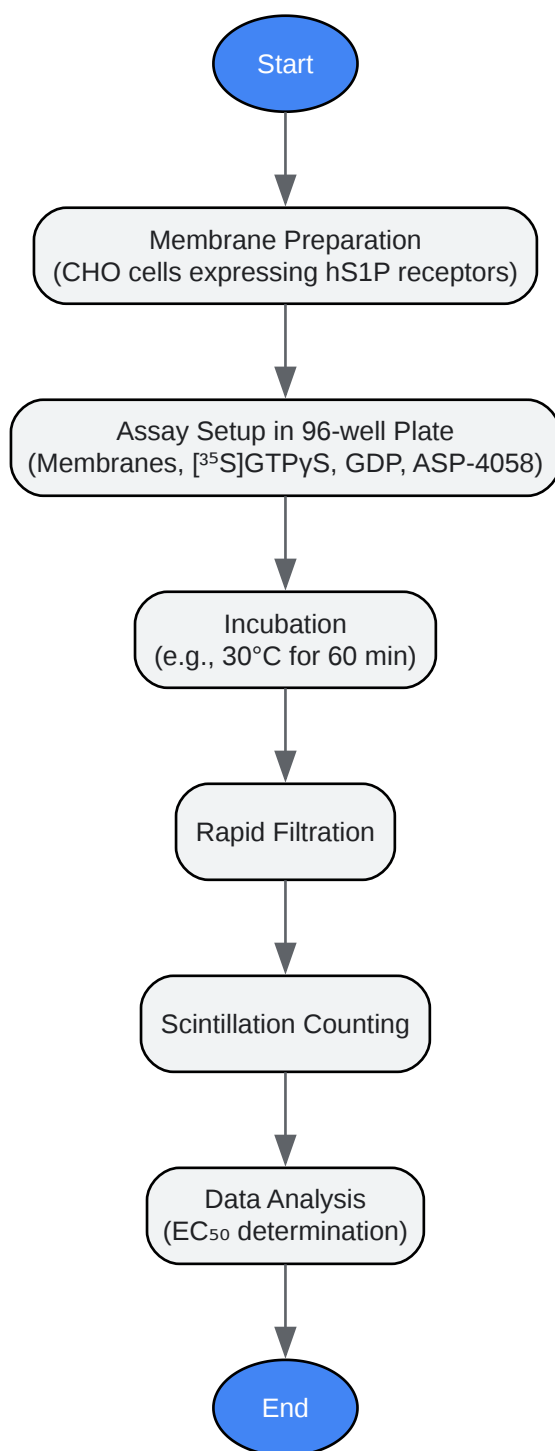 Start
Membrane Preparation
(CHO cells expressing hS1P receptors)
Assay Setup in 96-well Plate
(Membranes, [³⁵S]GTPγS, GDP, ASP-4058)
Incubation
(e.g., 30°C for 60 min)
Rapid Filtration
Scintillation Counting
Data Analysis
(EC₅₀ determination)
End